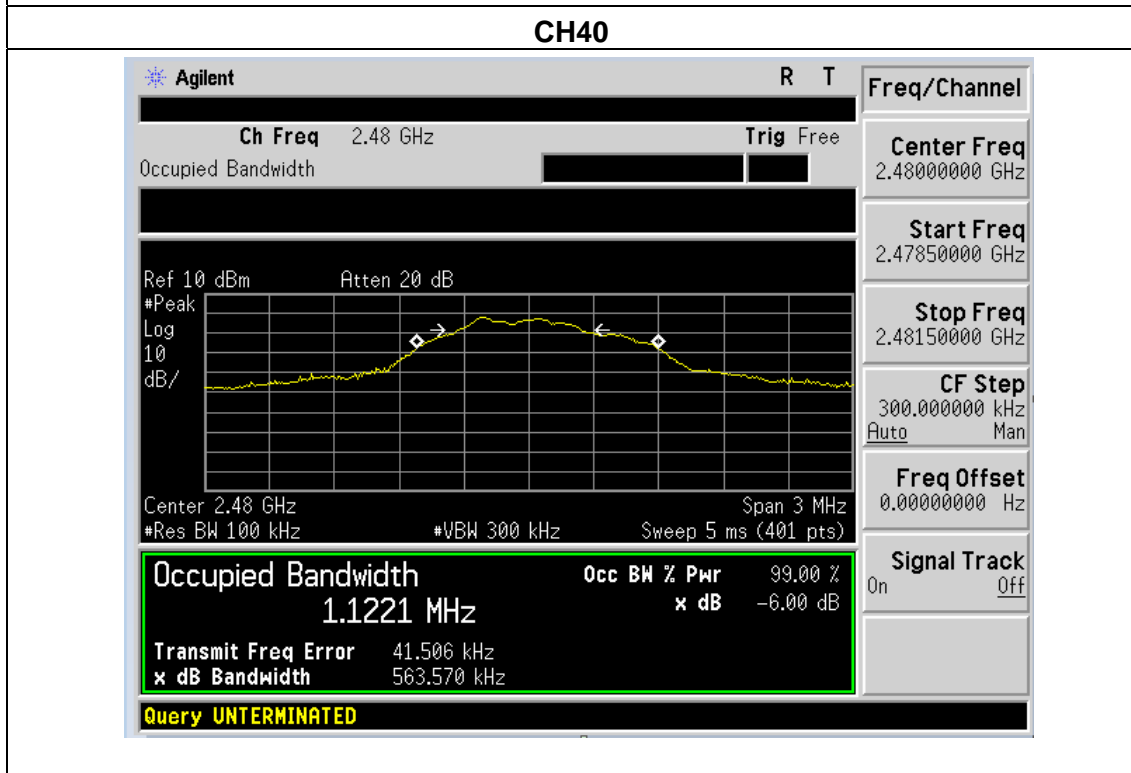 CH40
Agilent R T
Ch Freq 2.48 GHz Trig Free
Occupied Bandwidth
Ref 10 dBm Atten 20 dB
#Peak
Log
10
dB/
Center 2.48 GHz Span 3 MHz
#Res BW 100 kHz #VBW 300 kHz Sweep 5 ms (401 pts)
Occupied Bandwidth Occ BW % Pwr 99.00 %
1.1221 MHz x dB -6.00 dB
Transmit Freq Error 41.506 kHz
x dB Bandwidth 563.570 kHz
Query UNTERMINATED
Freq/Channel
Center Freq
2.48000000 GHz
Start Freq
2.47850000 GHz
Stop Freq
2.48150000 GHz
CF Step
300.000000 kHz
Auto Man
Freq Offset
0.00000000 Hz
Signal Track
On Off